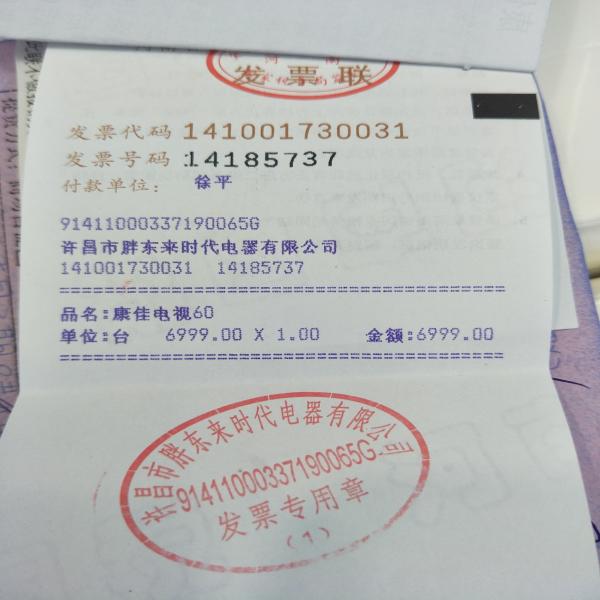 发票联
发票代码 141001730031
发票号码 14185737
付款单位: 徐平
91411000337190065G
许昌市胖东来时代电器有限公司
141001730031 14185737
品名:康佳电视60
单位:台 6999.00 X 1.00 金额:6999.00
许昌市胖东来时代电器有限公司
91411000337190065G
发票专用章
(1)